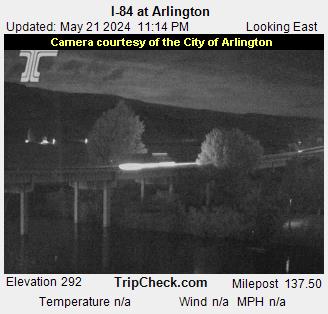 I-84 at Arlington
Updated: May 21 2024 11:14 PM Looking East
Camera courtesy of the City of Arlington
Elevation 292 TripCheck.com Milepost 137.50
Temperature n/a Wind n/a MPH n/a